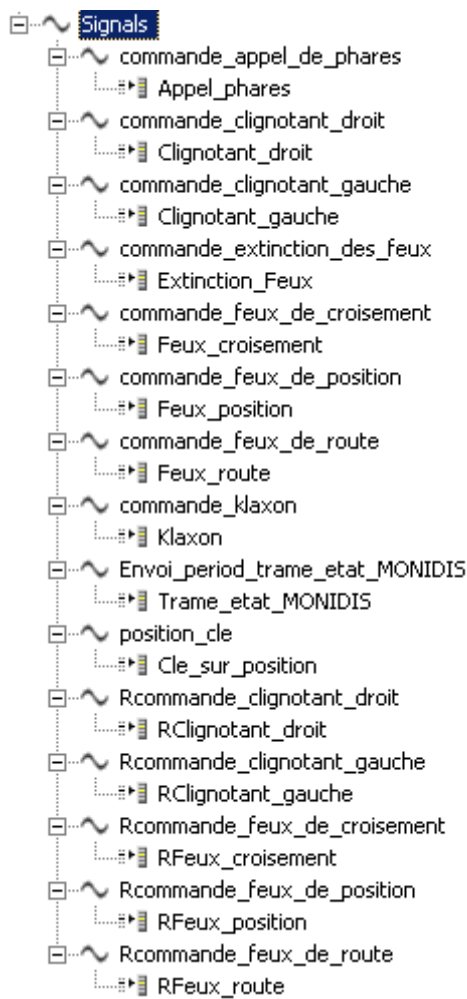 Signals
commande_appel_de_phares
Appel_phares
commande_clignotant_droit
Clignotant_droit
commande_clignotant_gauche
Clignotant_gauche
commande_extinction_des_feux
Extinction_Feux
commande_feux_de_croisement
Feux_croisement
commande_feux_de_position
Feux_position
commande_feux_de_route
Feux_route
commande_klaxon
Klaxon
Envoi_period_trame_etat_MONIDIS
Trame_etat_MONIDIS
position_cle
Cle_sur_position
Rcommande_clignotant_droit
RClignotant_droit
Rcommande_clignotant_gauche
RClignotant_gauche
Rcommande_feux_de_croisement
RFeux_croisement
Rcommande_feux_de_position
RFeux_position
Rcommande_feux_de_route
RFeux_route